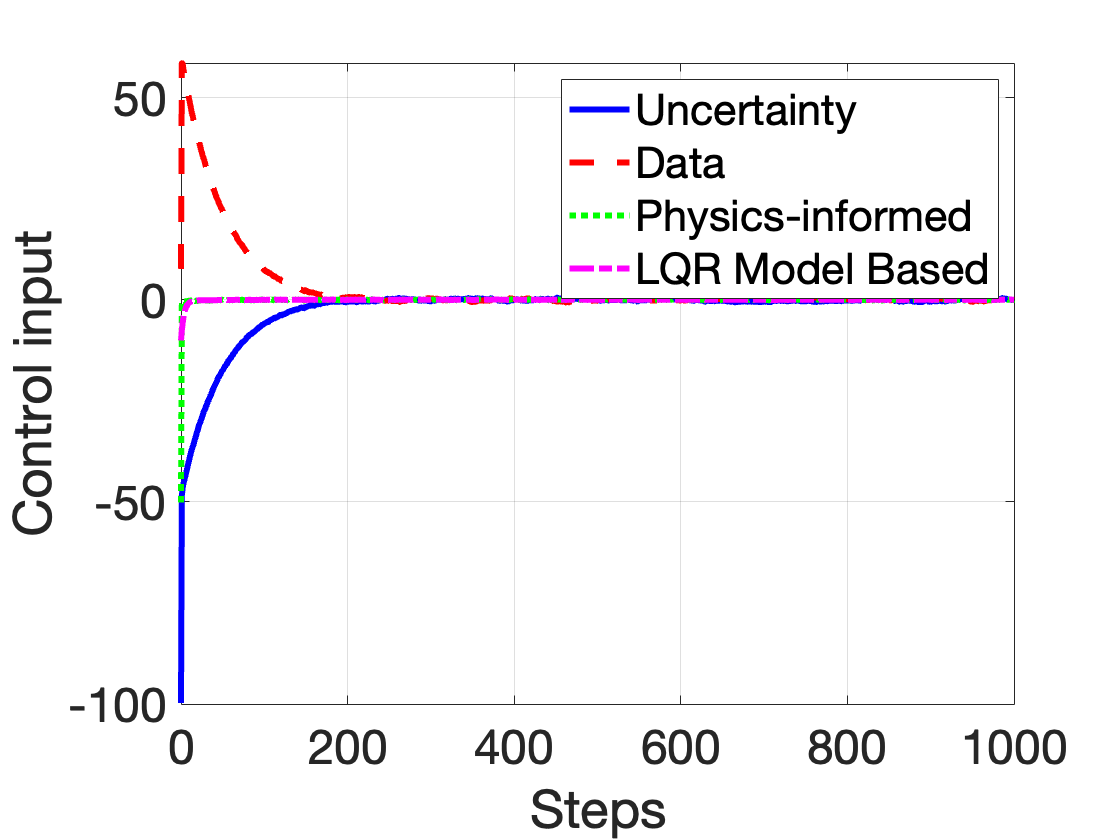 50
0
-50
-100
0 200 400 600 800 1000
Control input
Steps
Uncertainty
Data
Physics-informed
LQR Model Based